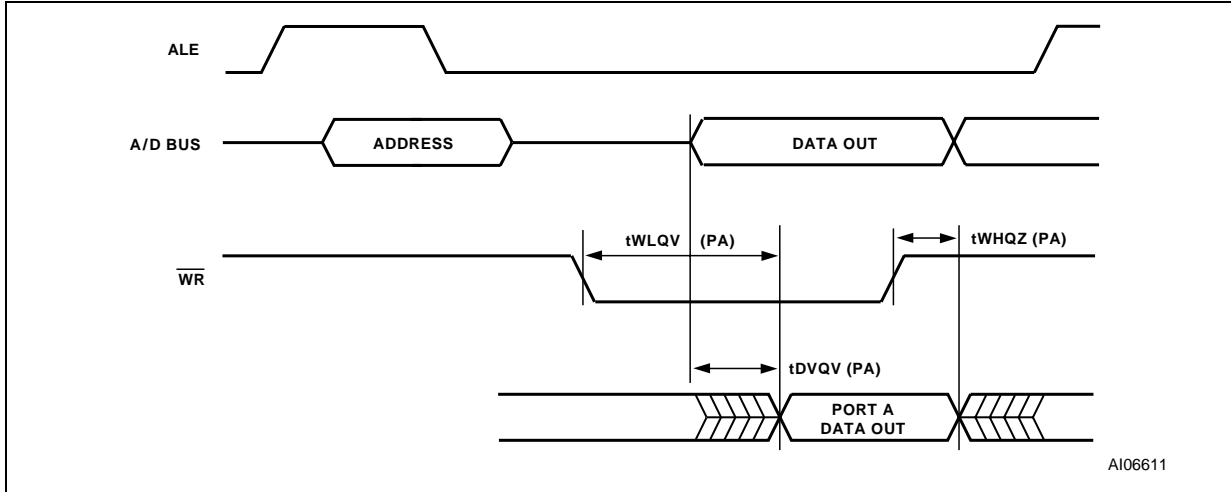 ALE
A/D BUS
ADDRESS
DATA OUT
tWLQV (PA)
tWHQZ (PA)
WR
tDVQV (PA)
PORT A
DATA OUT
AI06611